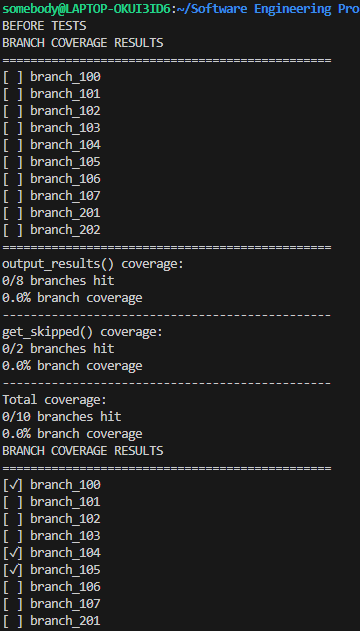 somebody@LAPTOP-OKUI3ID6:~/Software Engineering Pro
BEFORE TESTS
BRANCH COVERAGE RESULTS
===============================================
[ ] branch_100
[ ] branch_101
[ ] branch_102
[ ] branch_103
[ ] branch_104
[ ] branch_105
[ ] branch_106
[ ] branch_107
[ ] branch_201
[ ] branch_202
===============================================
output_results() coverage:
0/8 branches hit
0.0% branch coverage
-----------------------------------------------
get_skipped() coverage:
0/2 branches hit
0.0% branch coverage
-----------------------------------------------
Total coverage:
0/10 branches hit
0.0% branch coverage
BRANCH COVERAGE RESULTS
===============================================
[✓] branch_100
[ ] branch_101
[ ] branch_102
[ ] branch_103
[✓] branch_104
[✓] branch_105
[ ] branch_106
[ ] branch_107
[ ] branch_201